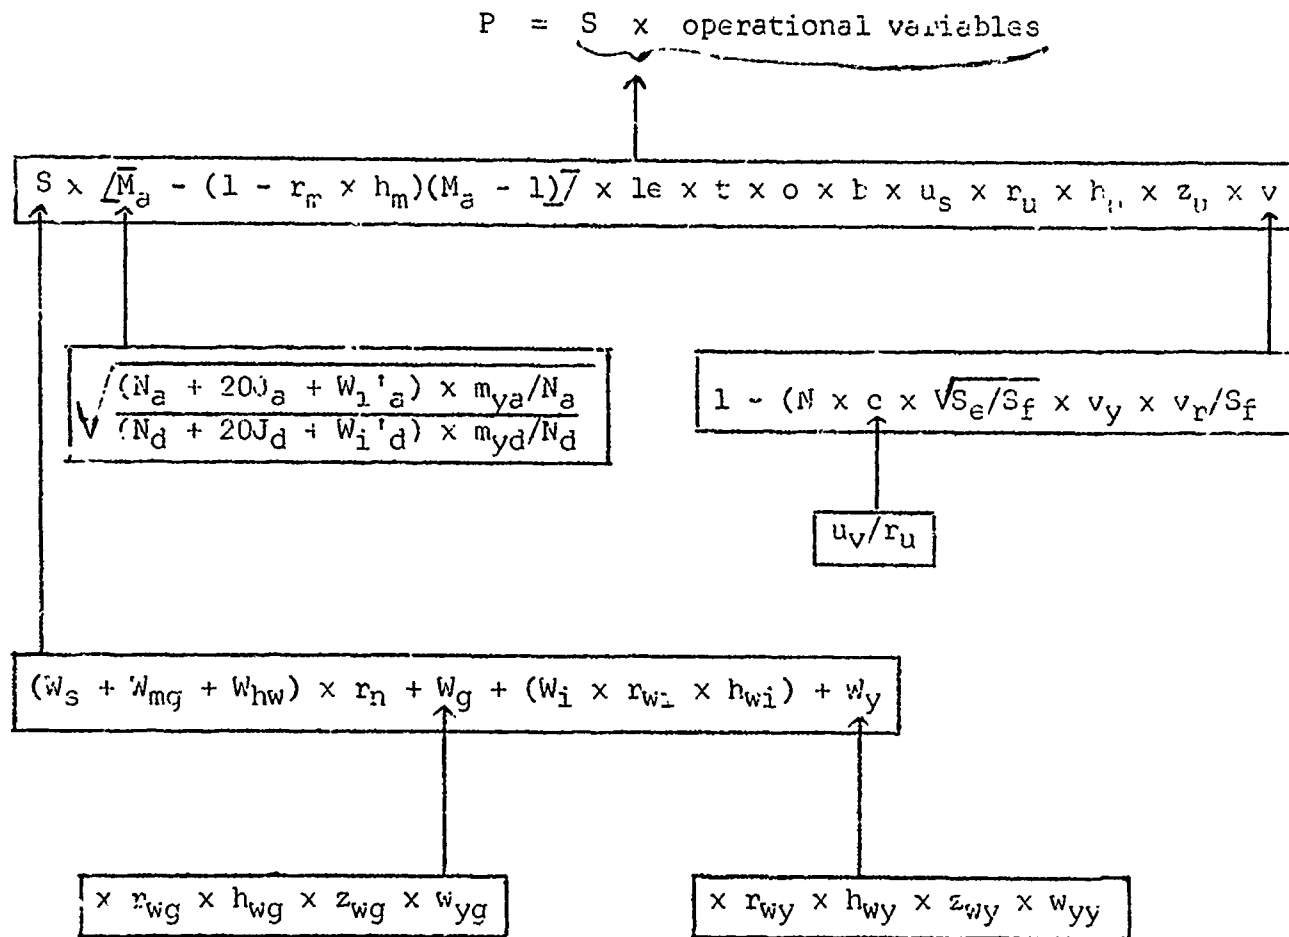 P = S x operational variables
S x [M̅a - (1 - rm x hm)(Ma - 1)] x le x t x o x b x us x ru x hu x zu x v
√(Na + 20Ja + Wi'a) x mya/Na
(Nd + 20Jd + Wi'd) x myd/Nd
1 - (N x c x √Se/Sf x vy x vr/Sf
uv/ru
(Ws + Wmg + Whw) x rn + Wg + (Wi x rwi x hwi) + wy
x rwg x hwg x zwg x wyg
x rwy x hwy x zwy x wyy